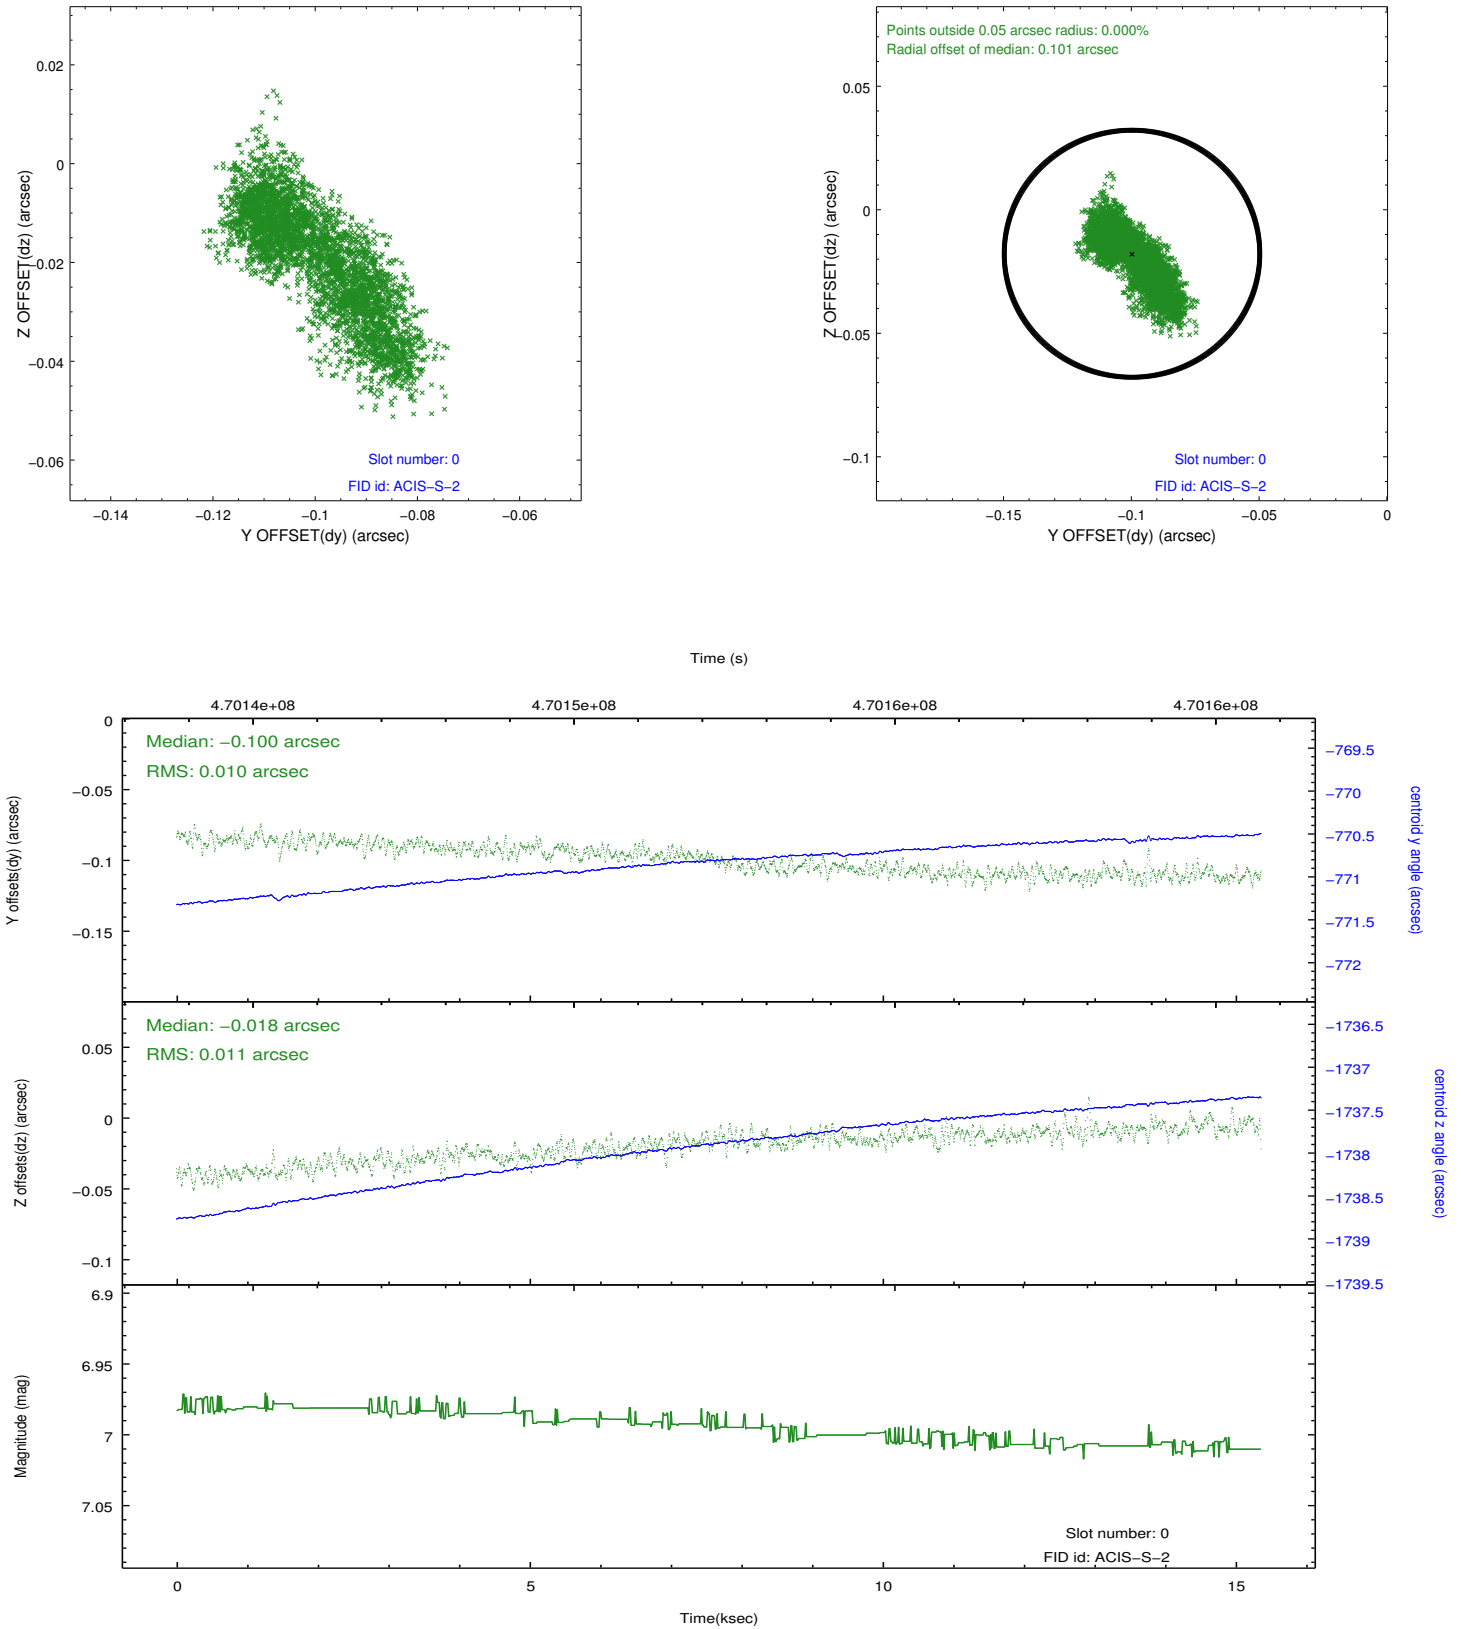 0.02
0
−0.02
−0.04
−0.06
Z OFFSET(dz) (arcsec)
Slot number: 0
FID id: ACIS−S−2
−0.14
−0.12
−0.1
−0.08
−0.06
Y OFFSET(dy) (arcsec)
Points outside 0.05 arcsec radius: 0.000%
Radial offset of median: 0.101 arcsec
0.05
0
−0.05
−0.1
Z OFFSET(dz) (arcsec)
Slot number: 0
FID id: ACIS−S−2
−0.15
−0.1
−0.05
0
Y OFFSET(dy) (arcsec)
Time (s)
4.7014e+08
4.7015e+08
4.7016e+08
4.7016e+08
Median: −0.100 arcsec
RMS: 0.010 arcsec
0
−0.05
−0.1
−0.15
Y offsets(dy) (arcsec)
−769.5
−770
−770.5
−771
−771.5
−772
centroid y angle (arcsec)
Median: −0.018 arcsec
RMS: 0.011 arcsec
0.05
0
−0.05
−0.1
Z offsets(dz) (arcsec)
−1736.5
−1737
−1737.5
−1738
−1738.5
−1739
−1739.5
centroid z angle (arcsec)
6.9
6.95
7
7.05
Magnitude (mag)
Slot number: 0
FID id: ACIS−S−2
0
5
10
15
Time(ksec)